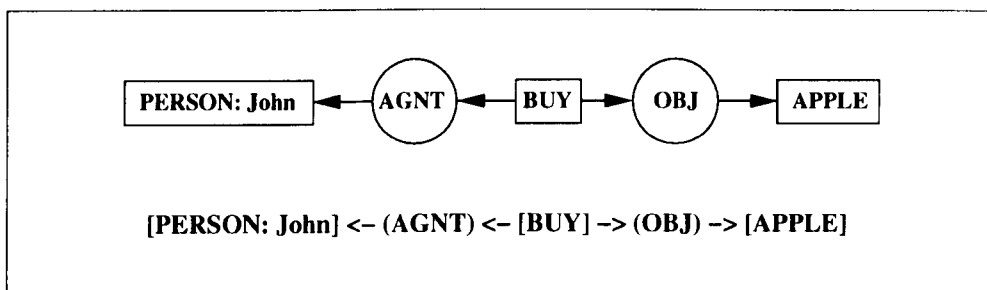 PERSON: John AGNT BUY OBJ APPLE
[PERSON: John] <- (AGNT) <- [BUY] -> (OBJ) -> [APPLE]